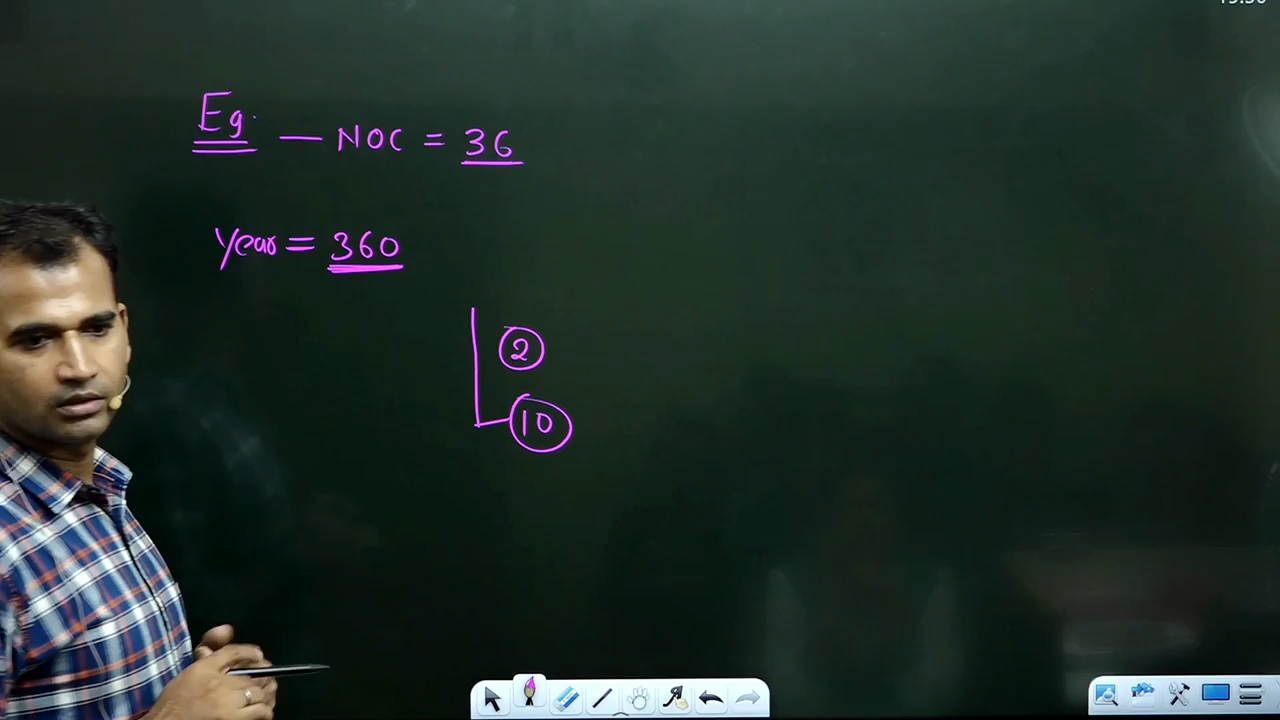 Eg. — NOC = 36
year = 360
2
10